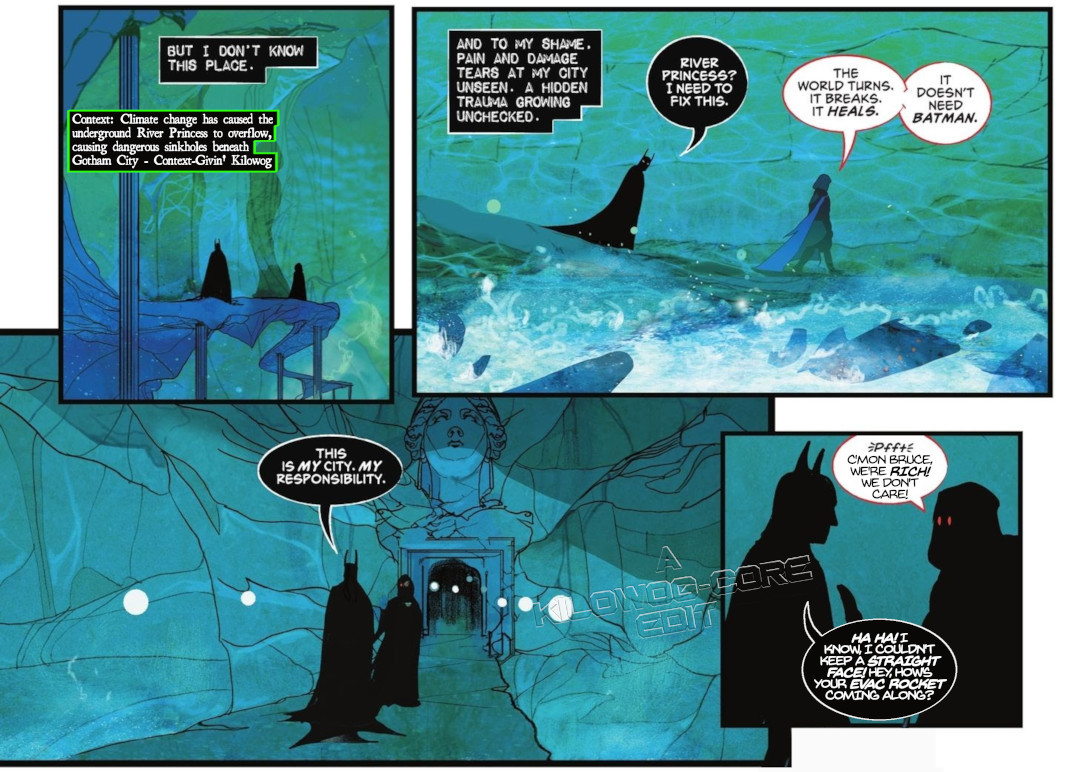 BUT I DON'T KNOW
THIS PLACE.
Context: Climate change has caused the
underground River Princess to overflow,
causing dangerous sinkholes beneath
Gotham City - Context-Givin' Kilowog
AND TO MY SHAME,
PAIN AND DAMAGE
TEARS AT MY CITY
UNSEEN. A HIDDEN
TRAUMA GROWING
UNCHECKED.
RIVER
PRINCESS?
I NEED TO
FIX THIS.
THE
WORLD TURNS.
IT BREAKS.
IT HEALS.
IT
DOESN'T
NEED
BATMAN.
THIS
IS MY CITY. MY
RESPONSIBILITY.
Pffft
C'MON BRUCE,
WE'RE RICH!
WE DON'T
CARE!
HA HA! I
KNOW, I COULDN'T
KEEP A STRAIGHT
FACE! HEY, HOW'S
YOUR EVAC ROCKET
COMING ALONG?
A
KILOWOG-CORE
EDIT